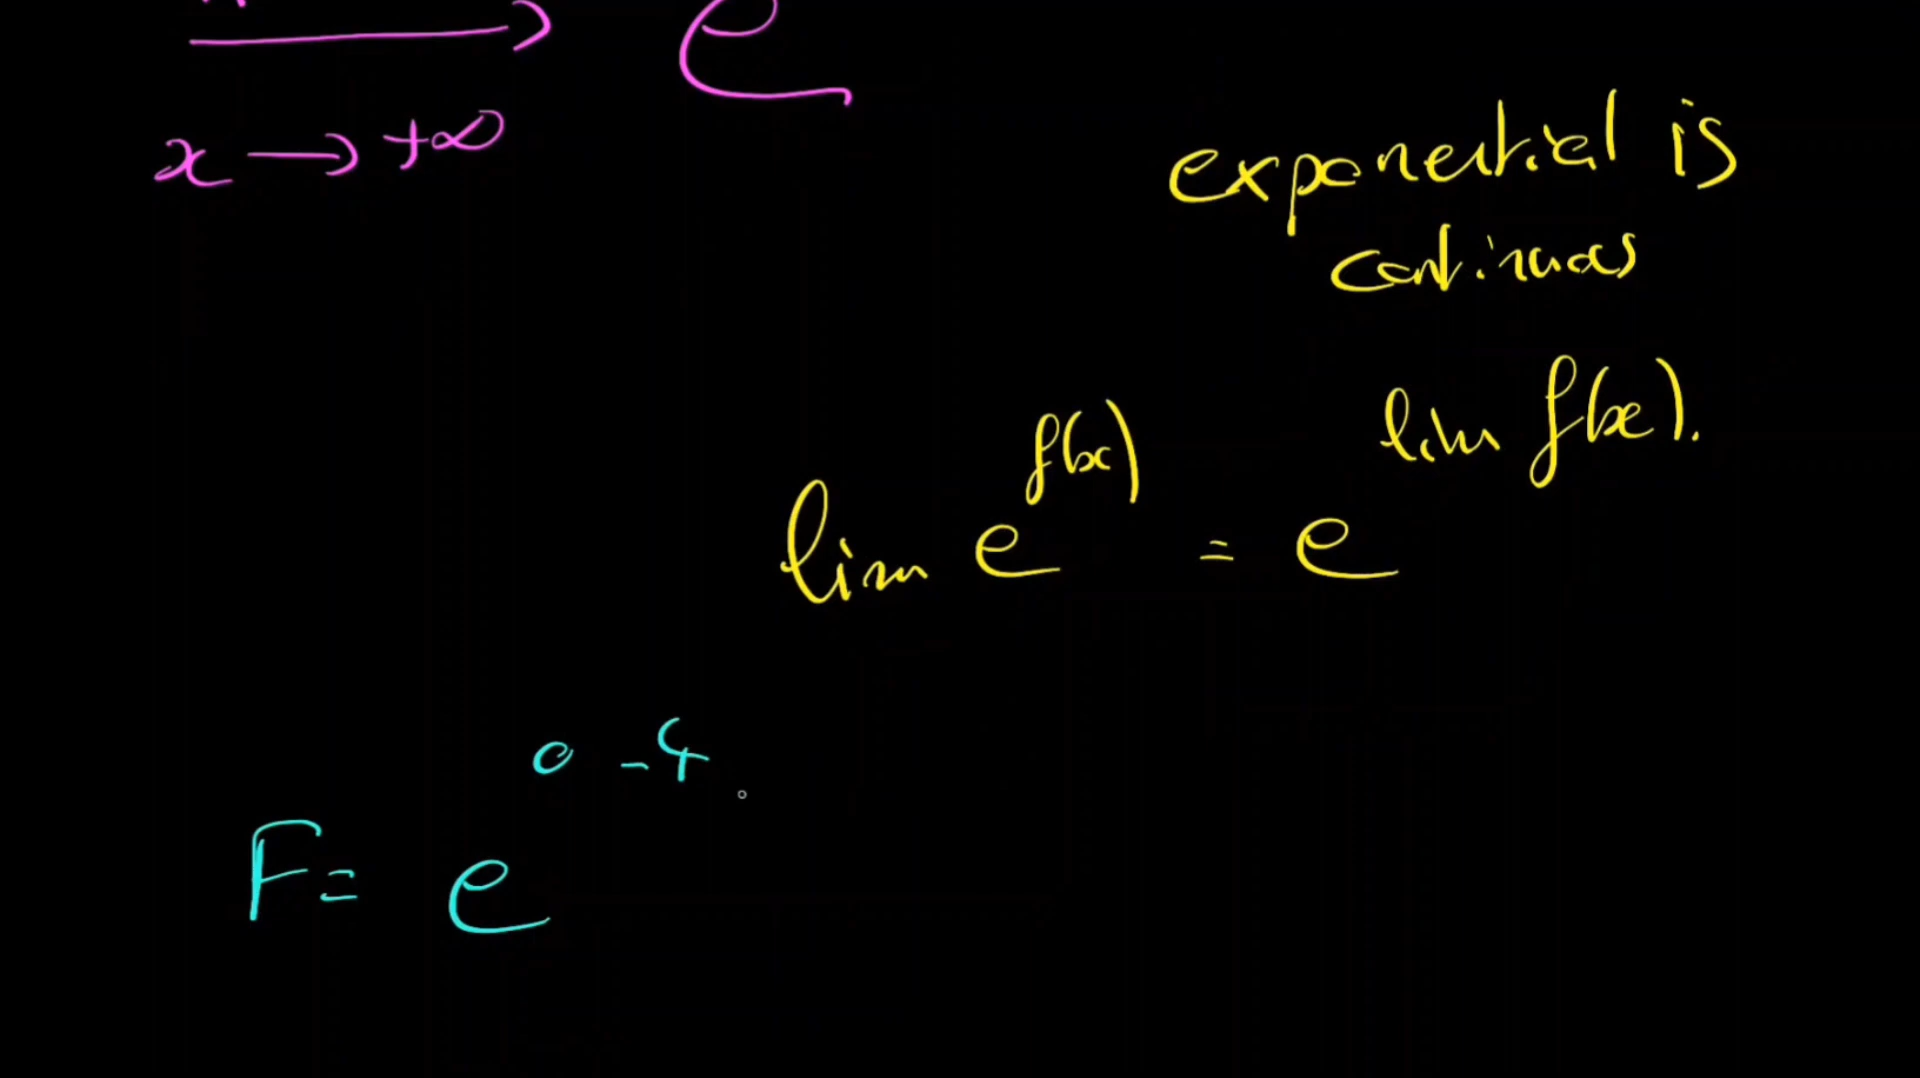 e
x → +∞
exponential is
continuous
lim e^f(x) = e^lim f(x).
F = e^0 -4